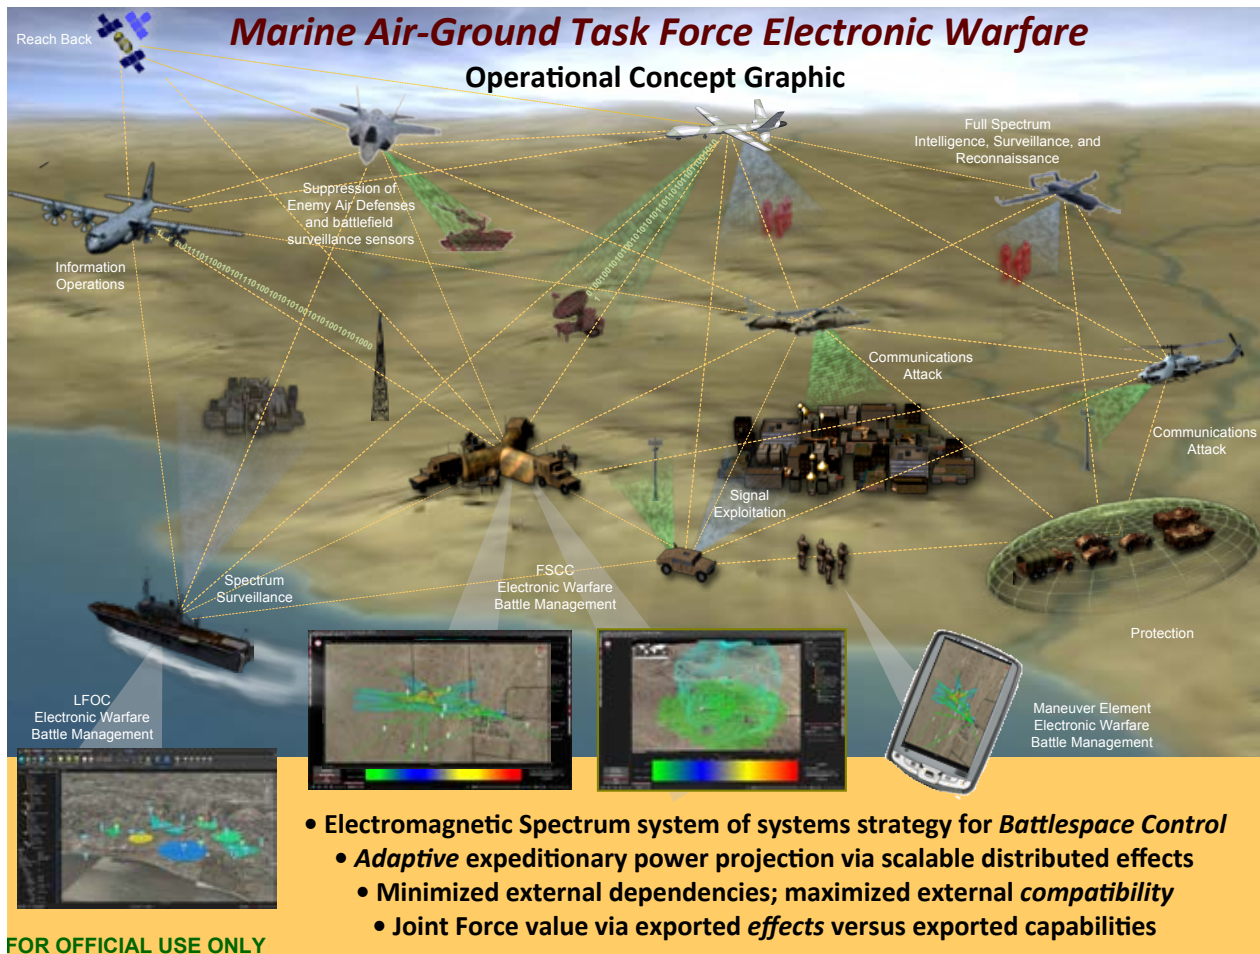 Marine Air-Ground Task Force Electronic Warfare
Operational Concept Graphic
Reach Back
Full Spectrum
Intelligence, Surveillance, and
Reconnaissance
Suppression of
Enemy Air Defenses
and battlefield
surveillance sensors
Information
Operations
Communications
Attack
Communications
Attack
Signal
Exploitation
FSCC
Electronic Warfare
Battle Management
Spectrum
Surveillance
Protection
LFOC
Electronic Warfare
Battle Management
Maneuver Element
Electronic Warfare
Battle Management
• Electromagnetic Spectrum system of systems strategy for Battlespace Control
• Adaptive expeditionary power projection via scalable distributed effects
• Minimized external dependencies; maximized external compatibility
• Joint Force value via exported effects versus exported capabilities
FOR OFFICIAL USE ONLY